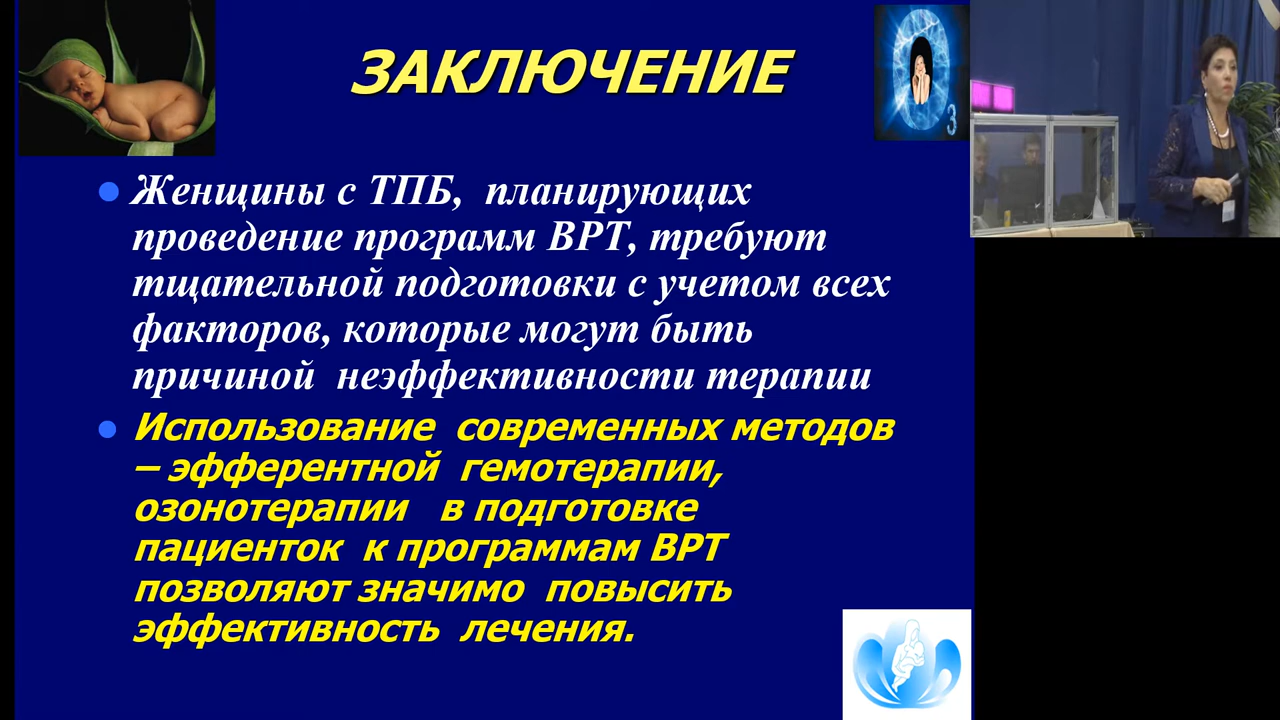 ЗАКЛЮЧЕНИЕ
3
Женщины с ТПБ, планирующих
проведение программ ВРТ, требуют
тщательной подготовки с учетом всех
факторов, которые могут быть
причиной неэффективности терапии
Использование современных методов
– эфферентной гемотерапии,
озонотерапии в подготовке
пациенток к программам ВРТ
позволяют значимо повысить
эффективность лечения.